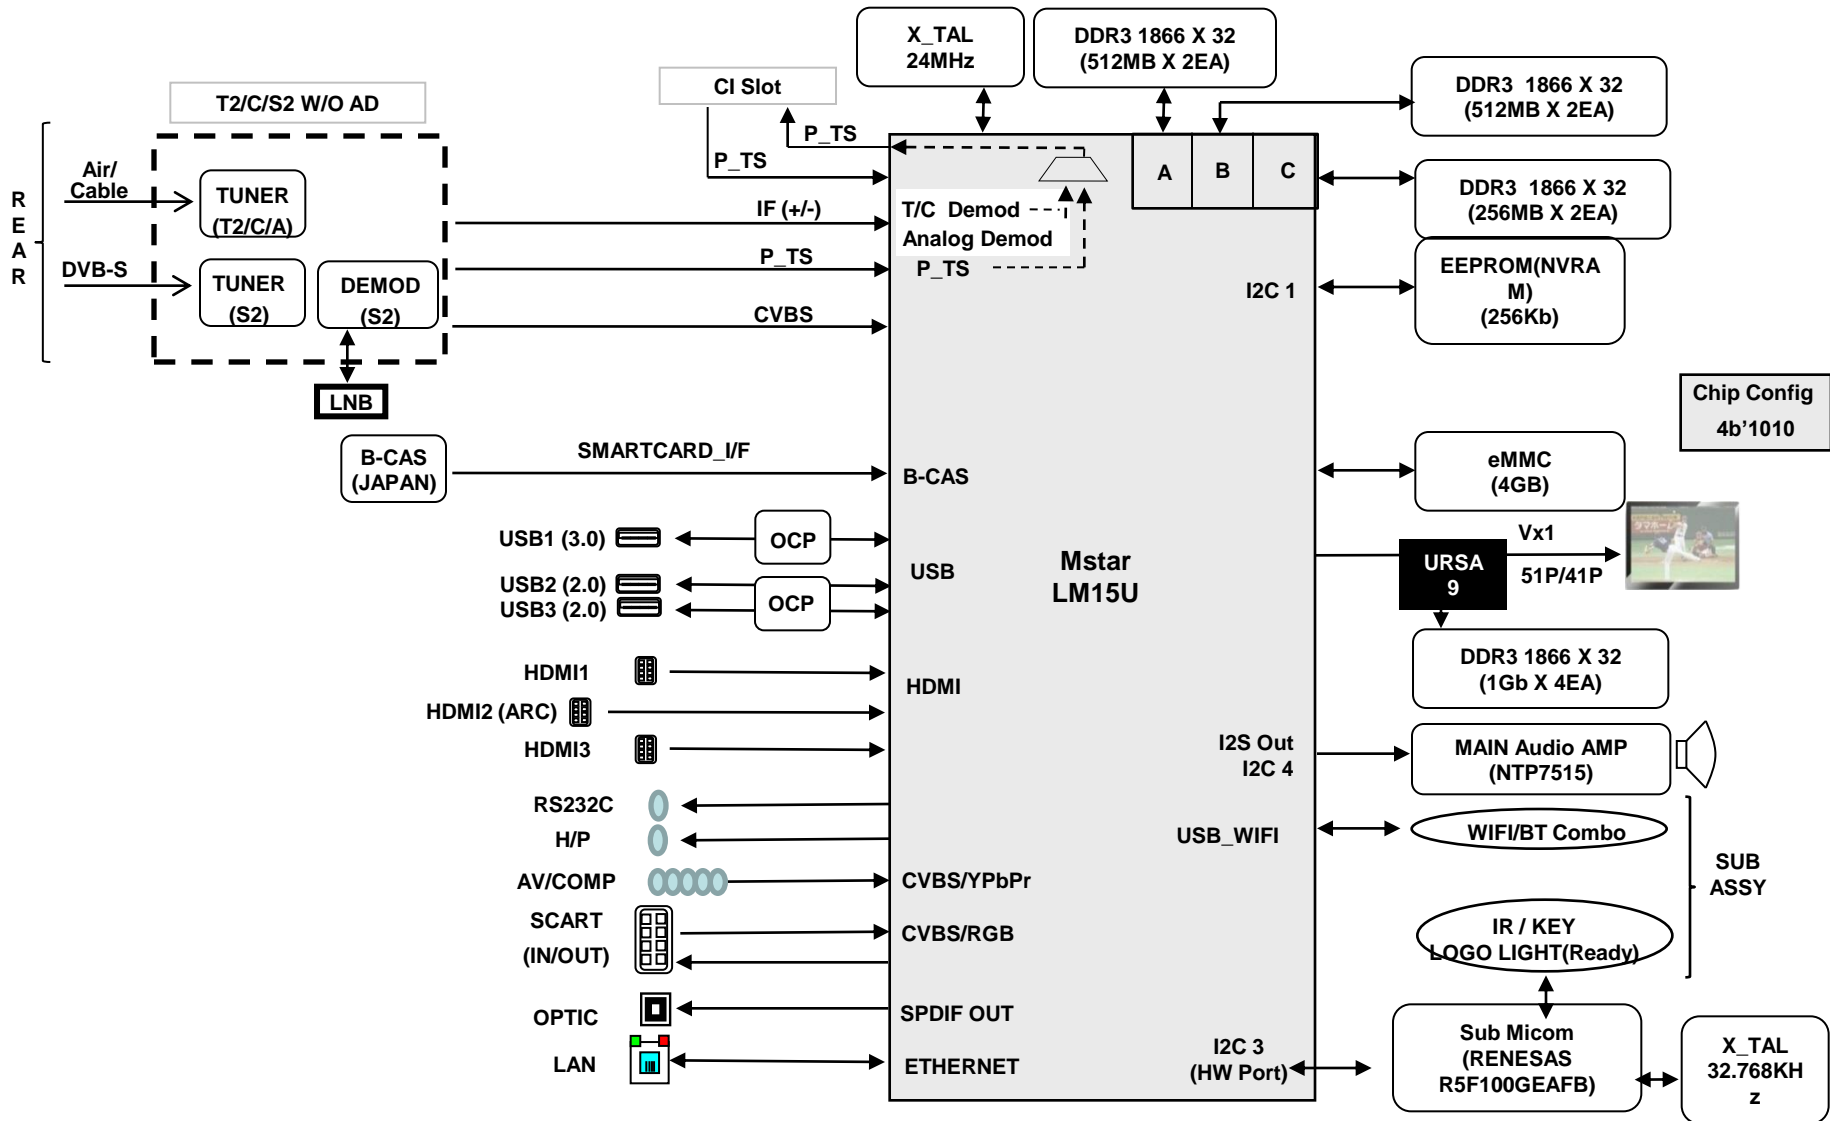 X_TAL
24MHz
DDR3 1866 X 32
(512MB X 2EA)
CI Slot
DDR3 1866 X 32
(512MB X 2EA)
T2/C/S2 W/O AD
P_TS
P_TS
R
E
A
R
Air/
Cable
TUNER
(T2/C/A)
DVB-S
TUNER
(S2)
DEMOD
(S2)
LNB
IF (+/-)
P_TS
CVBS
T/C Demod
Analog Demod
P_TS
A
B
C
DDR3 1866 X 32
(256MB X 2EA)
I2C 1
EEPROM(NVRA
M)
(256Kb)
Chip Config
4b'1010
B-CAS
(JAPAN)
SMARTCARD_I/F
B-CAS
eMMC
(4GB)
USB1 (3.0)
OCP
USB2 (2.0)
USB3 (2.0)
OCP
USB
Mstar
LM15U
URSA
9
Vx1
51P/41P
タマホーム
DDR3 1866 X 32
(1Gb X 4EA)
HDMI1
HDMI2 (ARC)
HDMI3
HDMI
I2S Out
I2C 4
MAIN Audio AMP
(NTP7515)
RS232C
H/P
USB_WIFI
WIFI/BT Combo
SUB
ASSY
AV/COMP
CVBS/YPbPr
SCART
(IN/OUT)
CVBS/RGB
IR / KEY
LOGO LIGHT(Ready)
OPTIC
SPDIF OUT
LAN
ETHERNET
I2C 3
(HW Port)
Sub Micom
(RENESAS
R5F100GEAFB)
X_TAL
32.768KH
z